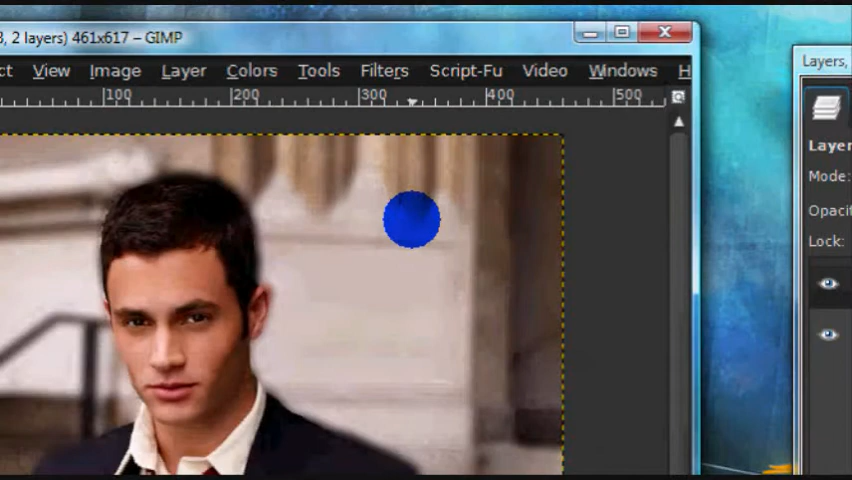 3, 2 layers) 461x617 – GIMP
Layers,
ct View Image Layer Colors Tools Filters Script-Fu Video Windows H
100 200 300 400 500
Layer
Mode:
Opacit
Lock: